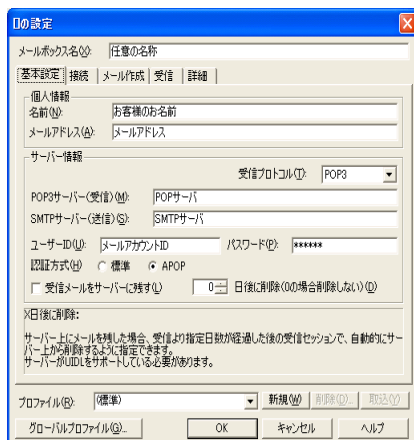 の設定
メールボックス名(X): 任意の名称
基本設定 接続 メール作成 受信 詳細
個人情報
名前(N): お客様のお名前
メールアドレス(A): メールアドレス
サーバー情報
受信プロトコル(T): POP3
POP3サーバー(受信)(M): POPサーバ
SMTPサーバー(送信)(S): SMTPサーバ
ユーザーID(U): メールアカウントID パスワード(P): ******
認証方式(H) 標準 APOP
受信メールをサーバーに残す(L) 0 日後に削除(0の場合削除しない)(D)
X日後に削除:
サーバー上にメールを残した場合、受信より指定日数が経過した後の受信セッションで、自動的にサー
バー上から削除するように指定できます。
サーバーがUIDLをサポートしている必要があります。
プロファイル(R): (標準) 新規(W) 削除(D)... 取込(Y)
グローバルプロファイル(G)... OK キャンセル ヘルプ